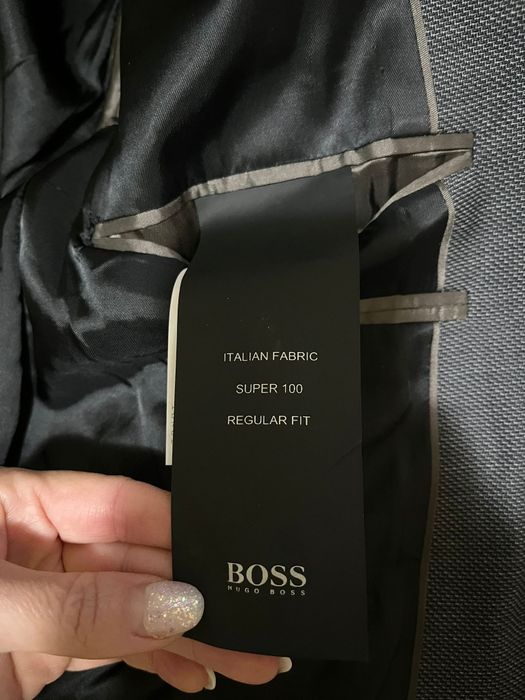 ITALIAN FABRIC
SUPER 100
REGULAR FIT
BOSS
HUGO BOSS